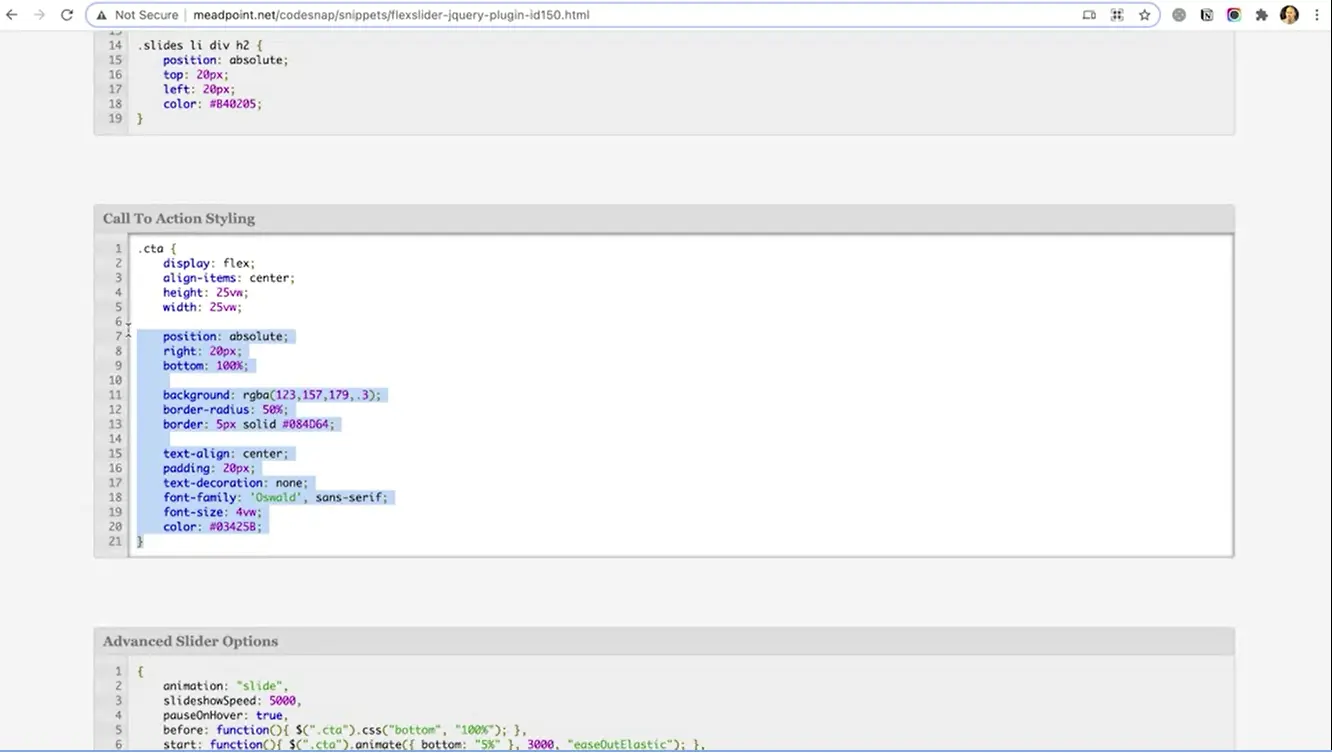 Not Secure | meadpoint.net/codesnap/snippets/flexslider-jquery-plugin-id150.html
14 .slides li div h2 {
15 position: absolute;
16 top: 20px;
17 left: 20px;
18 color: #B40205;
19 }
Call To Action Styling
1 .cta {
2 display: flex;
3 align-items: center;
4 height: 25vw;
5 width: 25vw;
6
7 position: absolute;
8 right: 20px;
9 bottom: 100%;
10
11 background: rgba(123,157,179,.3);
12 border-radius: 50%;
13 border: 5px solid #084D64;
14
15 text-align: center;
16 padding: 20px;
17 text-decoration: none;
18 font-family: 'Oswald', sans-serif;
19 font-size: 4vw;
20 color: #03425B;
21 }
Advanced Slider Options
1 {
2 animation: "slide",
3 slideshowSpeed: 5000,
4 pauseOnHover: true,
5 before: function(){ $(".cta").css("bottom", "100%"); },
6 start: function(){ $(".cta").animate({ bottom: "5%" }, 3000, "easeOutElastic"); },